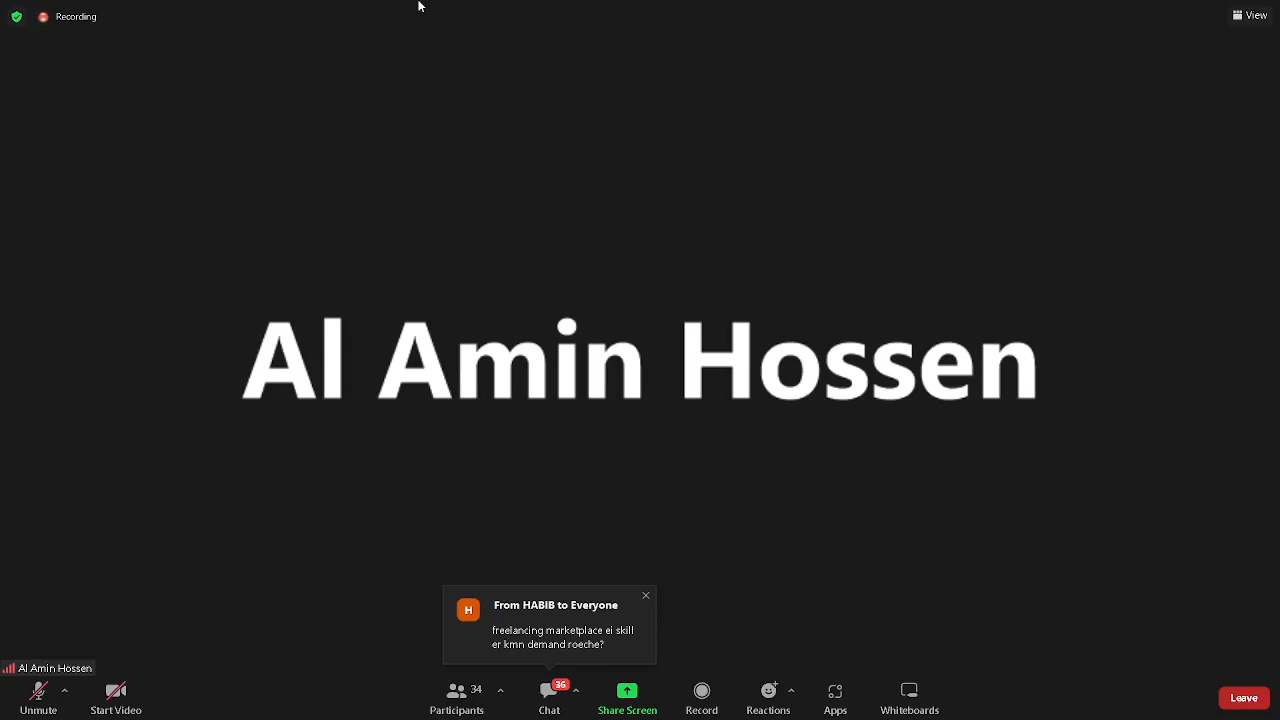 Recording
View
Al Amin Hossen
H
From HABIB to Everyone
freelancing marketplace ei skill
er kmn demand roeche?
Al Amin Hossen
34
36
Unmute
Start Video
Participants
Chat
Share Screen
Record
Reactions
Apps
Whiteboards
Leave